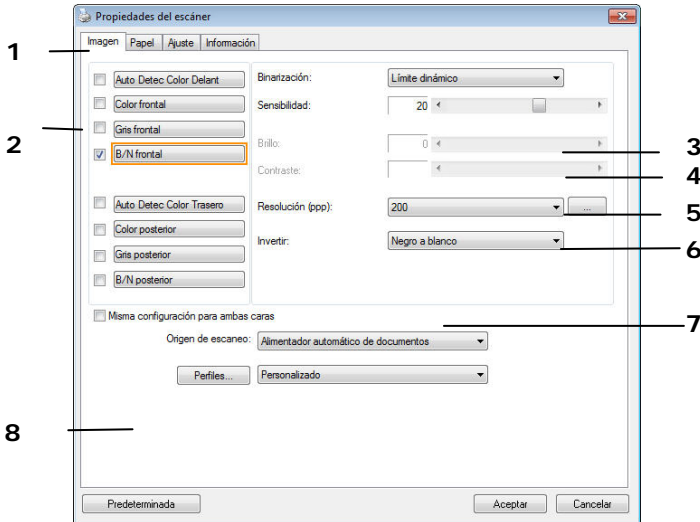 Propiedades del escáner
Imagen Papel Ajuste Información
1
Auto Detec Color Delant
Binarización: Límite dinámico
Color frontal
Sensibilidad: 20
Gris frontal
2
B/N frontal
Brillo: 0
3
Contraste:
4
Auto Detec Color Trasero
Resolución (ppp): 200 ...
5
Color posterior
Invertir: Negro a blanco
6
Gris posterior
B/N posterior
Misma configuración para ambas caras
7
Origen de escaneo: Alimentador automático de documentos
Perfiles... Personalizado
8
Predeterminada Aceptar Cancelar